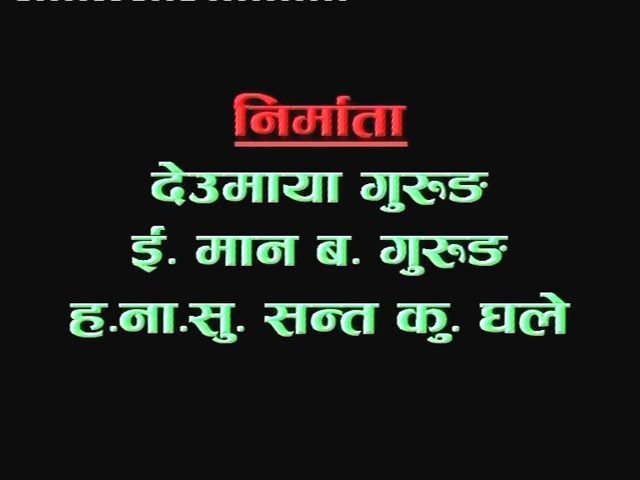 निर्माता
देउमाया गुरुङ
ई. मान ब. गुरुङ
ह.ना.सु. सन्त कु. घले